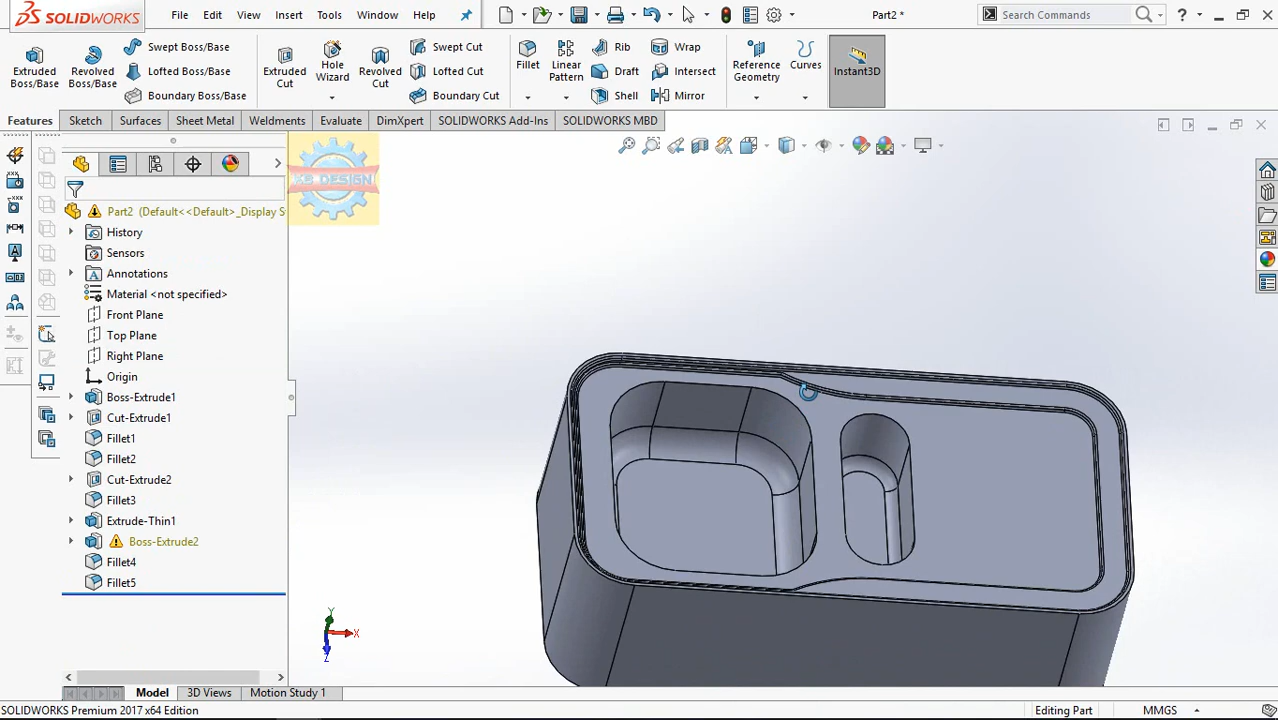 SOLIDWORKS
File Edit View Insert Tools Window Help
Part2 *
Search Commands
Extruded Boss/Base
Revolved Boss/Base
Swept Boss/Base
Lofted Boss/Base
Boundary Boss/Base
Extruded Cut
Hole Wizard
Revolved Cut
Swept Cut
Lofted Cut
Boundary Cut
Fillet
Linear Pattern
Rib
Draft
Shell
Wrap
Intersect
Mirror
Reference Geometry
Curves
Instant3D
Features Sketch Surfaces Sheet Metal Weldments Evaluate DimXpert SOLIDWORKS Add-Ins SOLIDWORKS MBD
KB DESIGN
Part2 (Default<<Default>_Display S
History
Sensors
Annotations
Material <not specified>
Front Plane
Top Plane
Right Plane
Origin
Boss-Extrude1
Cut-Extrude1
Fillet1
Fillet2
Cut-Extrude2
Fillet3
Extrude-Thin1
Boss-Extrude2
Fillet4
Fillet5
Y
X
Z
Model 3D Views Motion Study 1
SOLIDWORKS Premium 2017 x64 Edition
Editing Part
MMGS